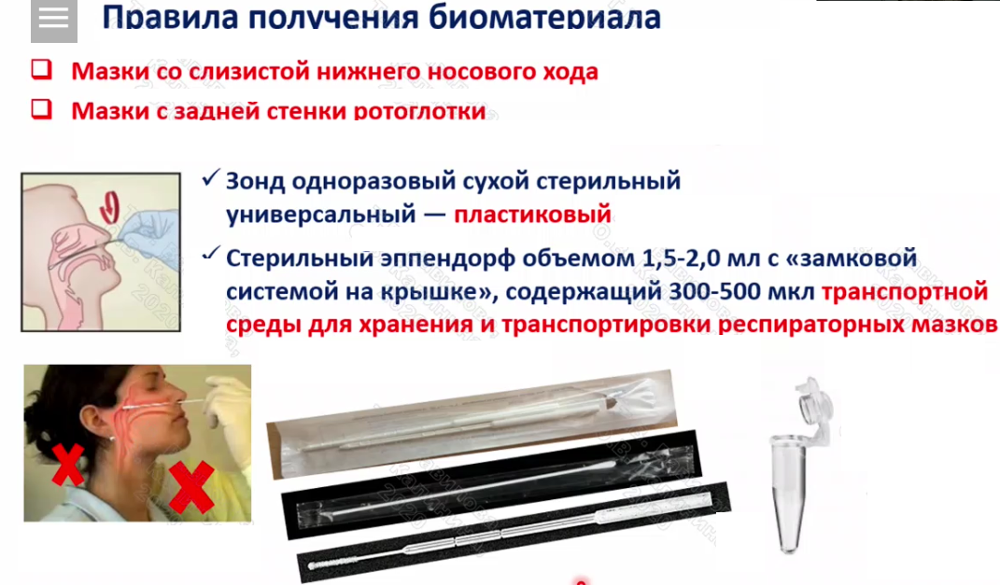 Правила получения биоматериала
Мазки со слизистой нижнего носового хода
Мазки с задней стенки ротоглотки
Зонд одноразовый сухой стерильный
универсальный — пластиковый
Стерильный эппендорф объемом 1,5-2,0 мл с «замковой
системой на крышке», содержащий 300-500 мкл транспортной
среды для хранения и транспортировки респираторных мазков